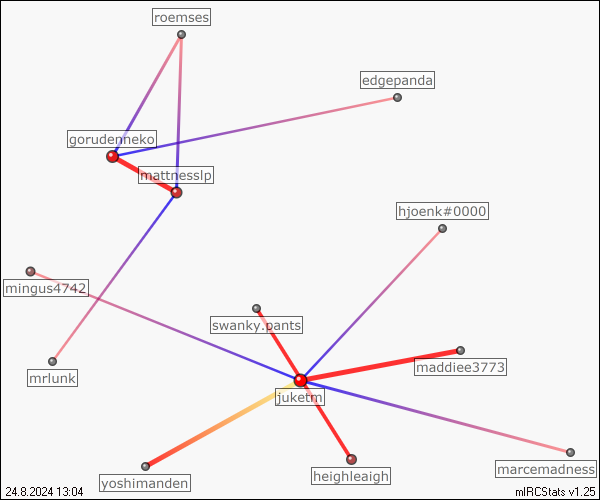 roemses
edgepanda
gorudenneko
mattnesslp
hjoenk#0000
mingus4742
swanky.pants
maddiee3773
mrlunk
juketm
marcemadness
heighleaigh
yoshimanden
24.8.2024 13:04
mIRCStats v1.25